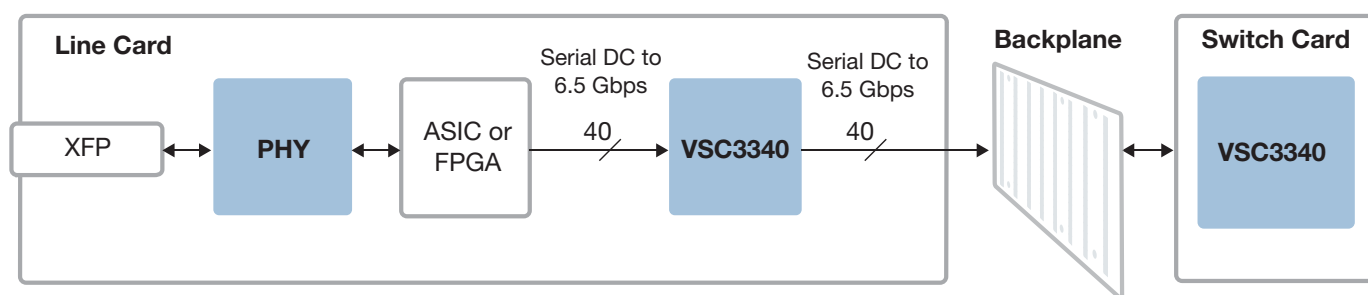 Line Card
XFP
PHY
ASIC or
FPGA
Serial DC to
6.5 Gbps
40
VSC3340
Serial DC to
6.5 Gbps
40
Backplane
Switch Card
VSC3340